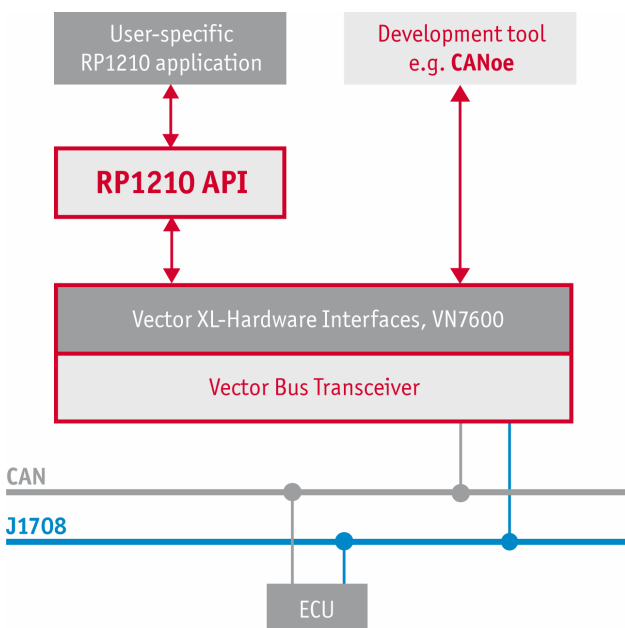 User-specific
RP1210 application
Development tool
e.g. CANoe
RP1210 API
Vector XL-Hardware Interfaces, VN7600
Vector Bus Transceiver
CAN
J1708
ECU